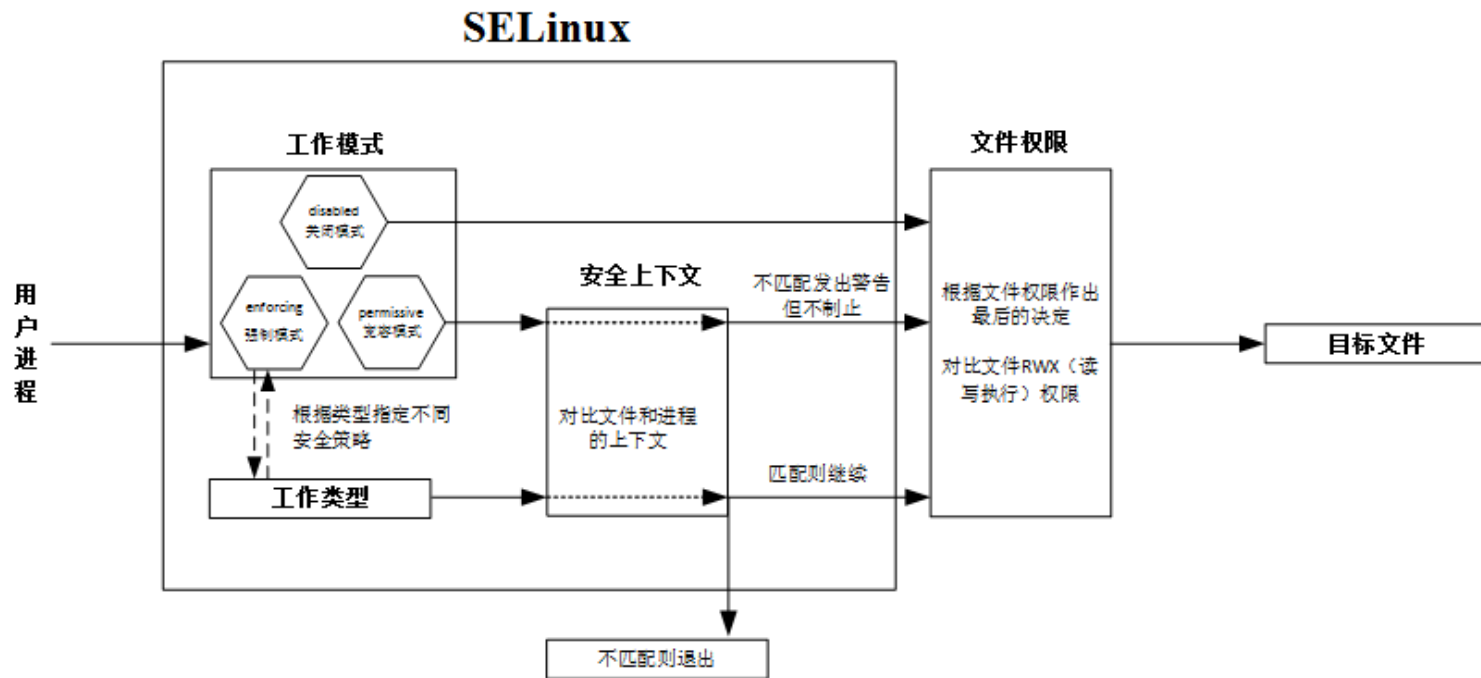 SELinux
工作模式
文件权限
disabled
关闭模式
安全上下文
不匹配发出警告
但不制止
用
户
进
程
enforcing
强制模式
permissive
宽容模式
根据文件权限作出
最后的决定
目标文件
对比文件RWX（读
写执行）权限
根据类型指定不同
安全策略
对比文件和进程
的上下文
匹配则继续
工作类型
不匹配则退出